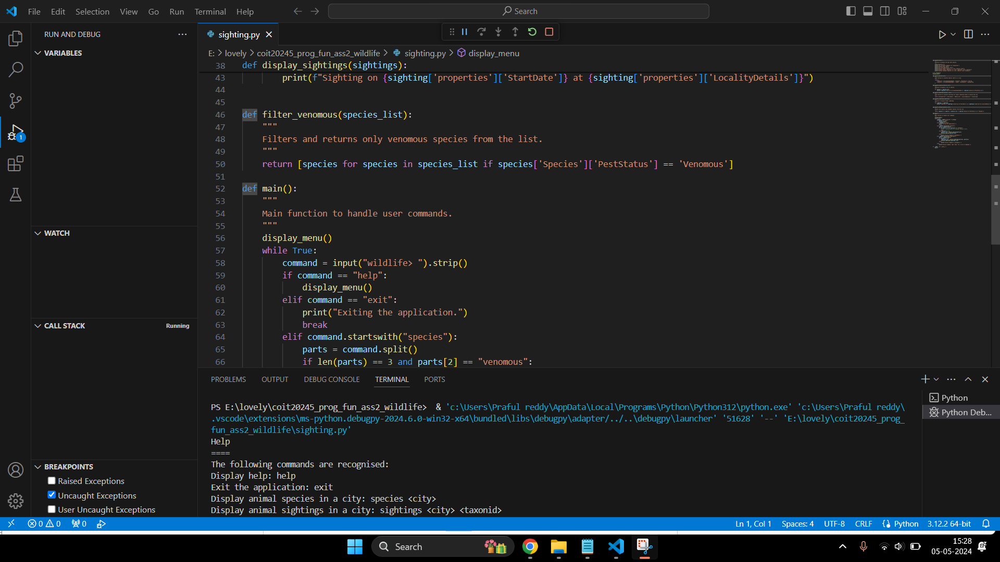 File Edit Selection View Go Run Terminal Help
Search
RUN AND DEBUG
VARIABLES
WATCH
CALL STACK
Running
BREAKPOINTS
Raised Exceptions
Uncaught Exceptions
User Uncaught Exceptions
1
sighting.py
E: > lovely > coit20245_prog_fun_ass2_wildlife > sighting.py > display_menu
38 def display_sightings(sightings):
43 print(f"Sighting on {sighting['properties']['StartDate']} at {sighting['properties']['LocalityDetails']}")
44
45
46 def filter_venomous(species_list):
47 """
48 Filters and returns only venomous species from the list.
49 """
50 return [species for species in species_list if species['Species']['PestStatus'] == 'Venomous']
51
52 def main():
53 """
54 Main function to handle user commands.
55 """
56 display_menu()
57 while True:
58 command = input("wildlife> ").strip()
59 if command == "help":
60 display_menu()
61 elif command == "exit":
62 print("Exiting the application.")
63 break
64 elif command.startswith("species"):
65 parts = command.split()
66 if len(parts) == 3 and parts[2] == "venomous":
PROBLEMS OUTPUT DEBUG CONSOLE TERMINAL PORTS
PS E:\lovely\coit20245_prog_fun_ass2_wildlife>  & 'c:\Users\Praful reddy\AppData\Local\Programs\Python\Python312\python.exe' 'c:\Users\Praful reddy\
.vscode\extensions\ms-python.debugpy-2024.6.0-win32-x64\bundled\libs\debugpy\adapter/../..\debugpy\launcher' '51628' '--' 'E:\lovely\coit20245_prog_
fun_ass2_wildlife\sighting.py'
Help
====
The following commands are recognised:
Display help: help
Exit the application: exit
Display animal species in a city: species <city>
Display animal sightings in a city: sightings <city> <taxonid>
Python
Python Deb...
0 0 0
Ln 1, Col 1 Spaces: 4 UTF-8 CRLF Python 3.12.2 64-bit
Search
15:28
05-05-2024